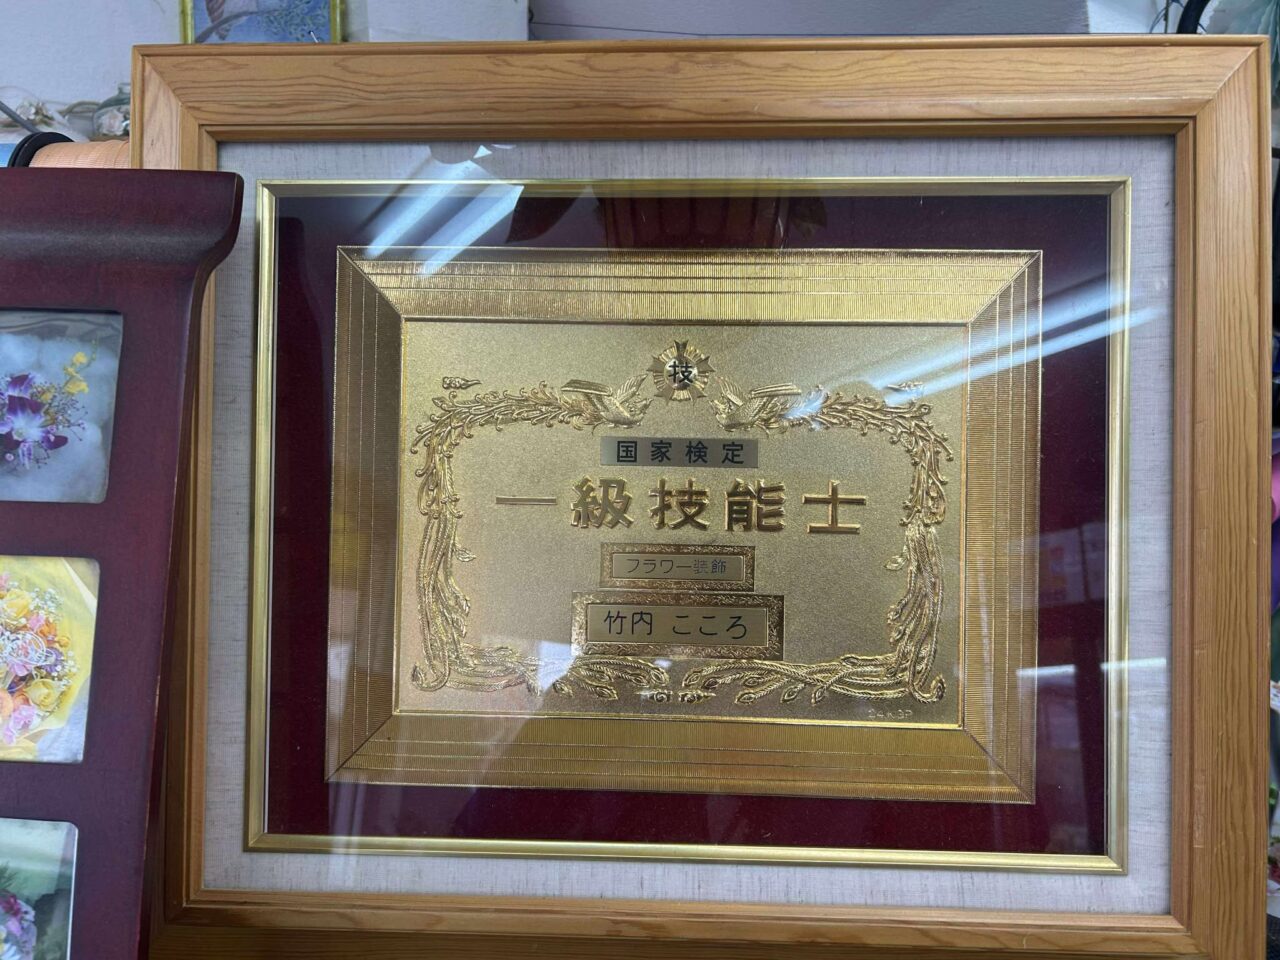 技
国家検定
一級技能士
フラワー装飾
竹内 こころ
24KGP